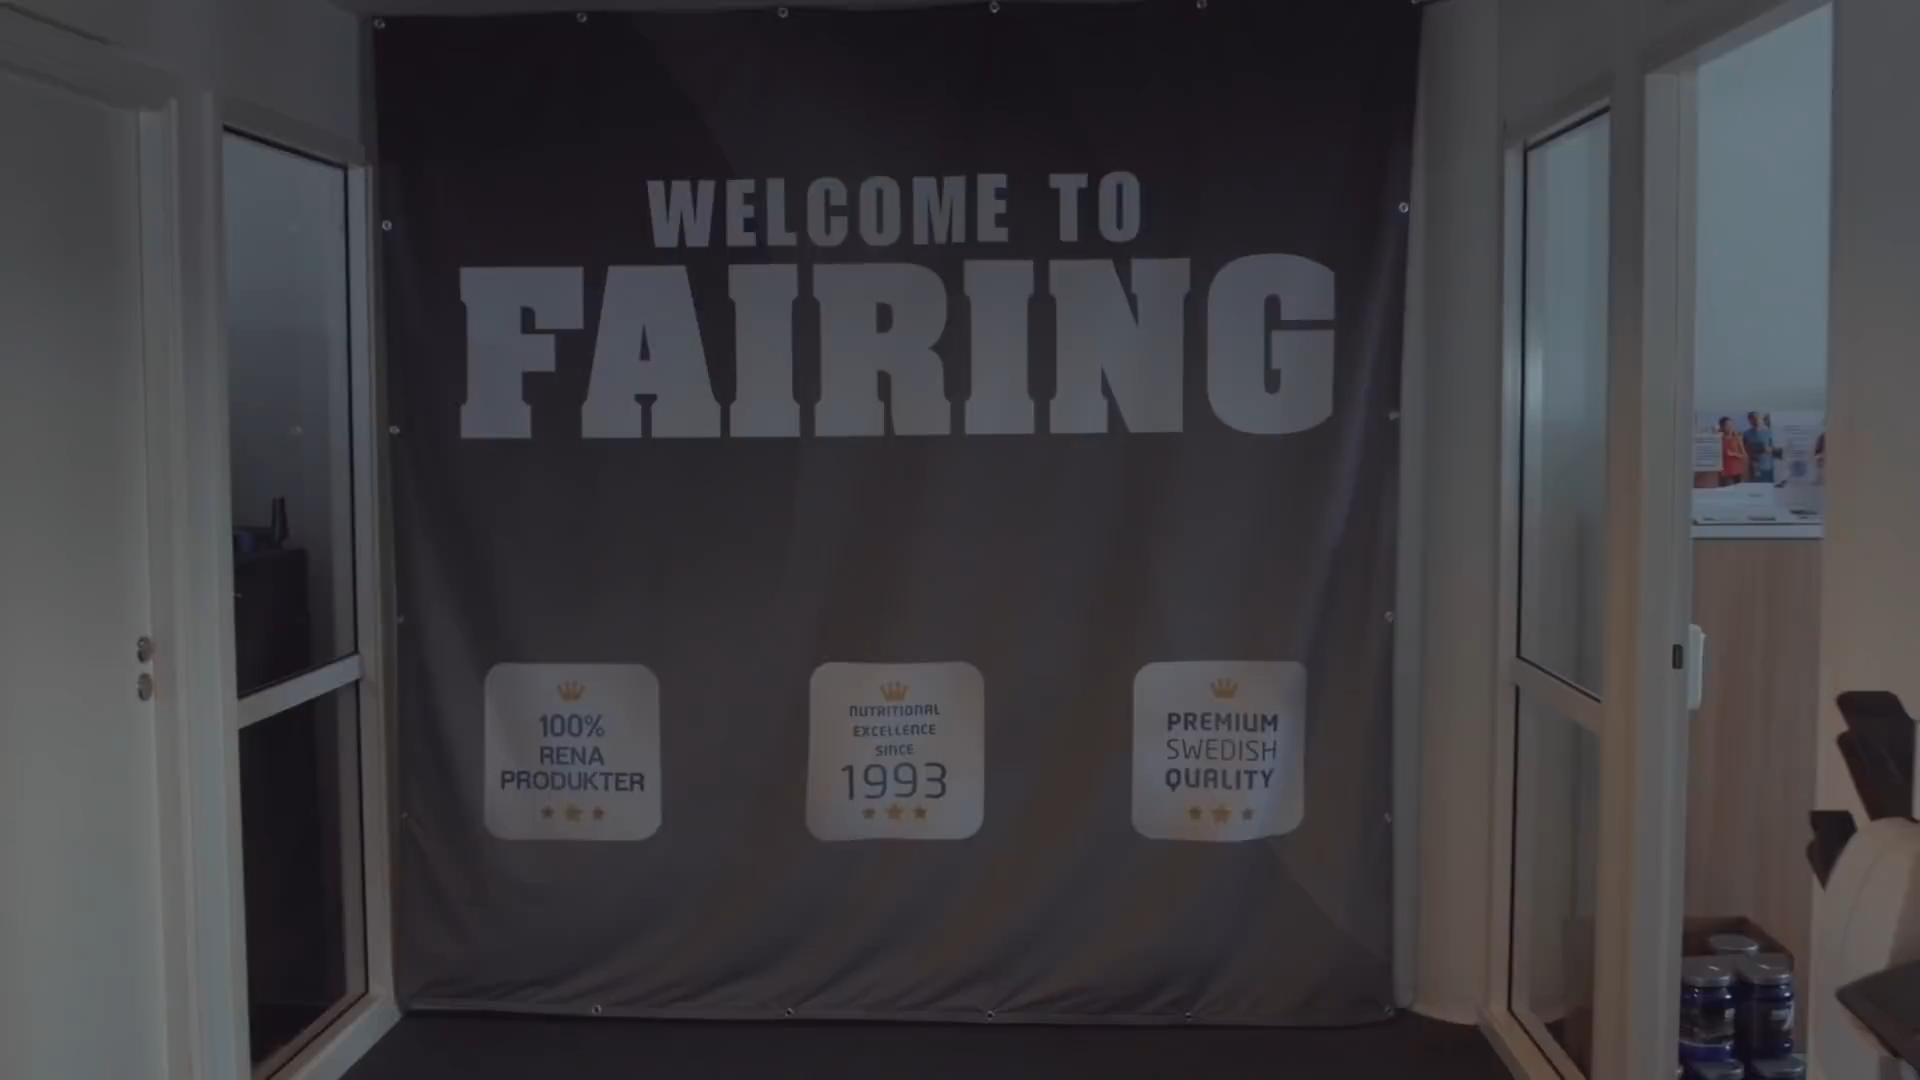 WELCOME TO
FAIRING
100%
RENA
PRODUKTER
NUTRITIONAL
EXCELLENCE
SINCE
1993
PREMIUM
SWEDISH
QUALITY